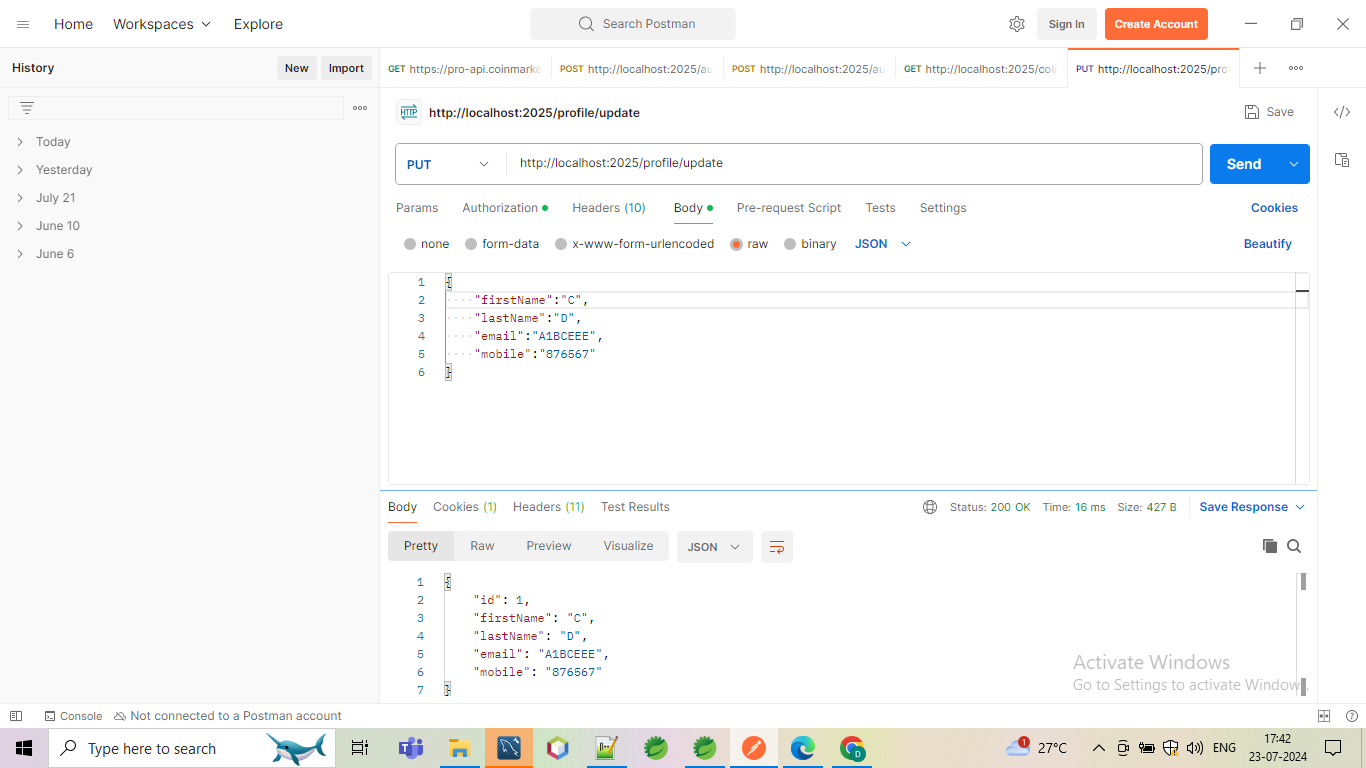 Home Workspaces Explore Search Postman Sign In Create Account
History New Import
GET https://pro-api.coinmarke POST http://localhost:2025/au POST http://localhost:2025/au GET http://localhost:2025/coi PUT http://localhost:2025/pro
HTTP http://localhost:2025/profile/update Save
Today
Yesterday
July 21
June 10
June 6
PUT http://localhost:2025/profile/update Send
Params Authorization Headers (10) Body Pre-request Script Tests Settings Cookies
none form-data x-www-form-urlencoded raw binary JSON Beautify
1 {
2 "firstName":"C",
3 "lastName":"D",
4 "email":"A1BCEEE",
5 "mobile":"876567"
6 }
Body Cookies (1) Headers (11) Test Results Status: 200 OK Time: 16 ms Size: 427 B Save Response
Pretty Raw Preview Visualize JSON
1 {
2 "id": 1,
3 "firstName": "C",
4 "lastName": "D",
5 "email": "A1BCEEE",
6 "mobile": "876567"
7 }
Activate Windows
Go to Settings to activate Windows.
Console Not connected to a Postman account
Type here to search 1 27°C ENG 17:42
23-07-2024